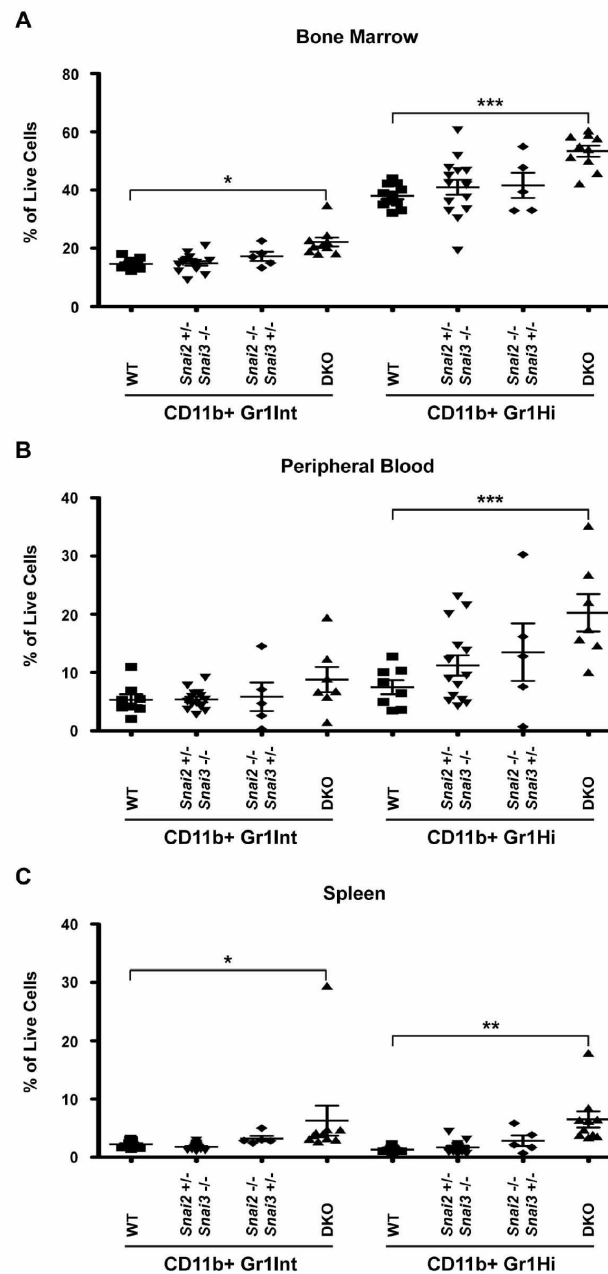 A
Bone Marrow
% of Live Cells
80
60
40
20
0
*
***
WT
Snai2 +/-
Snai3 -/-
Snai2 -/-
Snai3 +/-
DKO
WT
Snai2 +/-
Snai3 -/-
Snai2 -/-
Snai3 +/-
DKO
CD11b+ Gr1Int
CD11b+ Gr1Hi
B
Peripheral Blood
% of Live Cells
40
30
20
10
0
***
WT
Snai2 +/-
Snai3 -/-
Snai2 -/-
Snai3 +/-
DKO
WT
Snai2 +/-
Snai3 -/-
Snai2 -/-
Snai3 +/-
DKO
CD11b+ Gr1Int
CD11b+ Gr1Hi
C
Spleen
% of Live Cells
40
30
20
10
0
*
**
WT
Snai2 +/-
Snai3 -/-
Snai2 -/-
Snai3 +/-
DKO
WT
Snai2 +/-
Snai3 -/-
Snai2 -/-
Snai3 +/-
DKO
CD11b+ Gr1Int
CD11b+ Gr1Hi